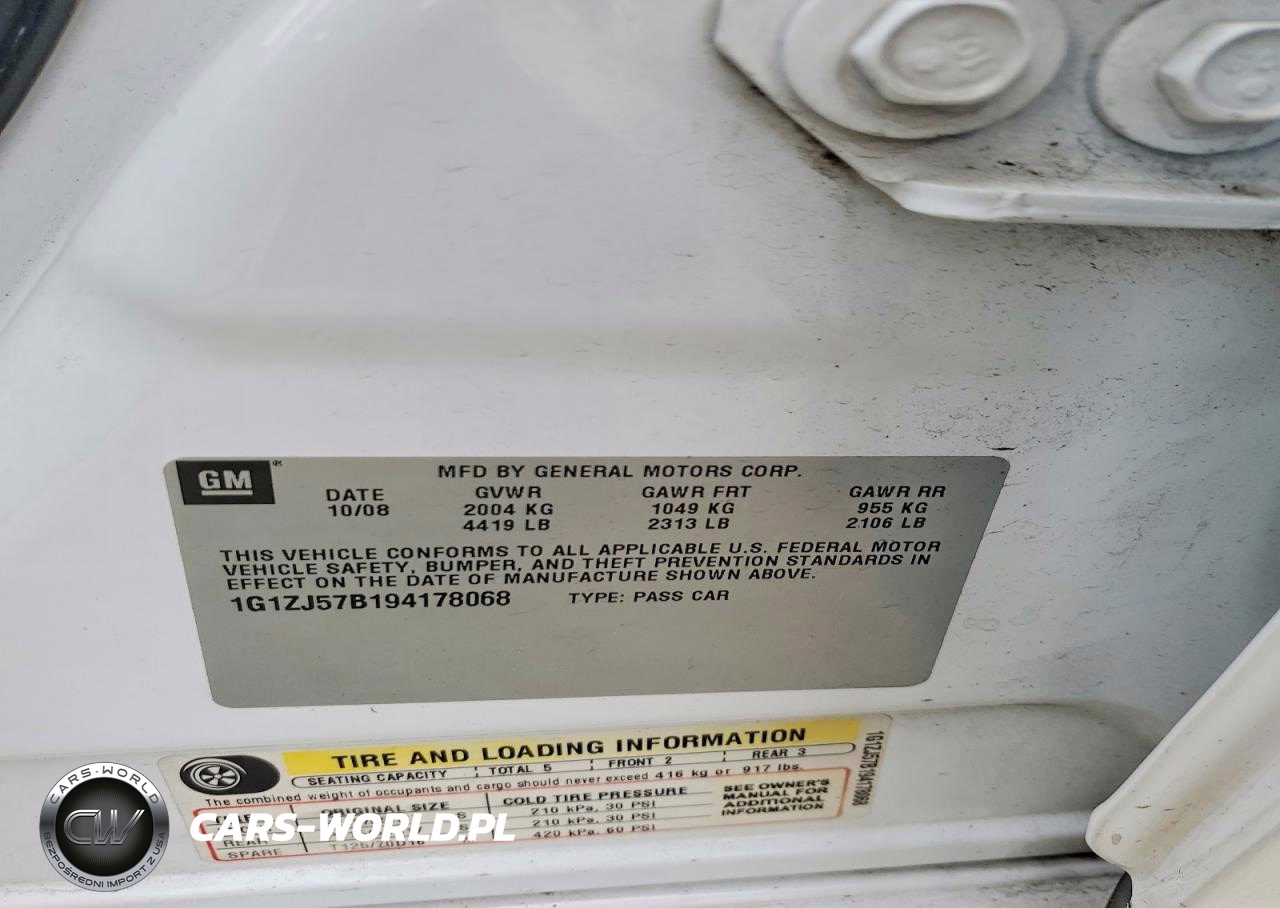 GM
MFD BY GENERAL MOTORS CORP.
DATE GVWR GAWR FRT GAWR RR
10/08 2004 KG 1049 KG 955 KG
4419 LB 2313 LB 2106 LB
THIS VEHICLE CONFORMS TO ALL APPLICABLE U.S. FEDERAL MOTOR
VEHICLE SAFETY, BUMPER, AND THEFT PREVENTION STANDARDS IN
EFFECT ON THE DATE OF MANUFACTURE SHOWN ABOVE.
1G1ZJ57B194178068 TYPE: PASS CAR
TIRE AND LOADING INFORMATION
SEATING CAPACITY TOTAL 5 FRONT 2 REAR 3
The combined weight of occupants and cargo should never exceed 416 kg or 917 lbs.
ORIGINAL SIZE COLD TIRE PRESSURE
210 kPa, 30 PSI
210 kPa, 30 PSI
SPARE 420 kPa, 60 PSI
SEE OWNER'S
MANUAL FOR
ADDITIONAL
INFORMATION
1G1ZJ57B194178068
CARS-WORLD
CW
BEZPOŚREDNI IMPORT Z USA
CARS-WORLD.PL